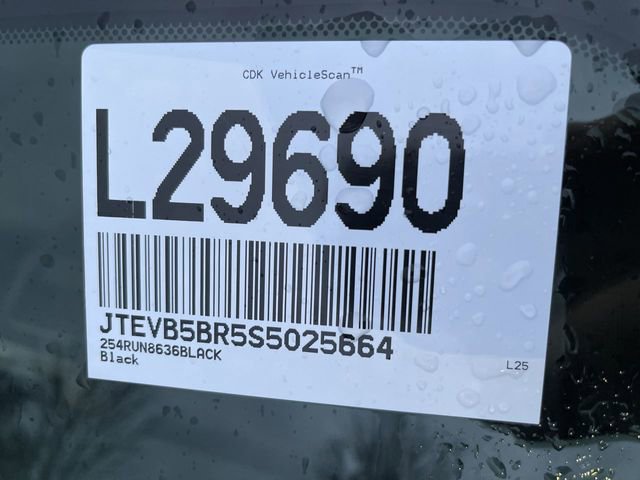 CDK VehicleScan™
L29690
JTEVB5BR5S5025664
254RUN8636BLACK
Black
L25